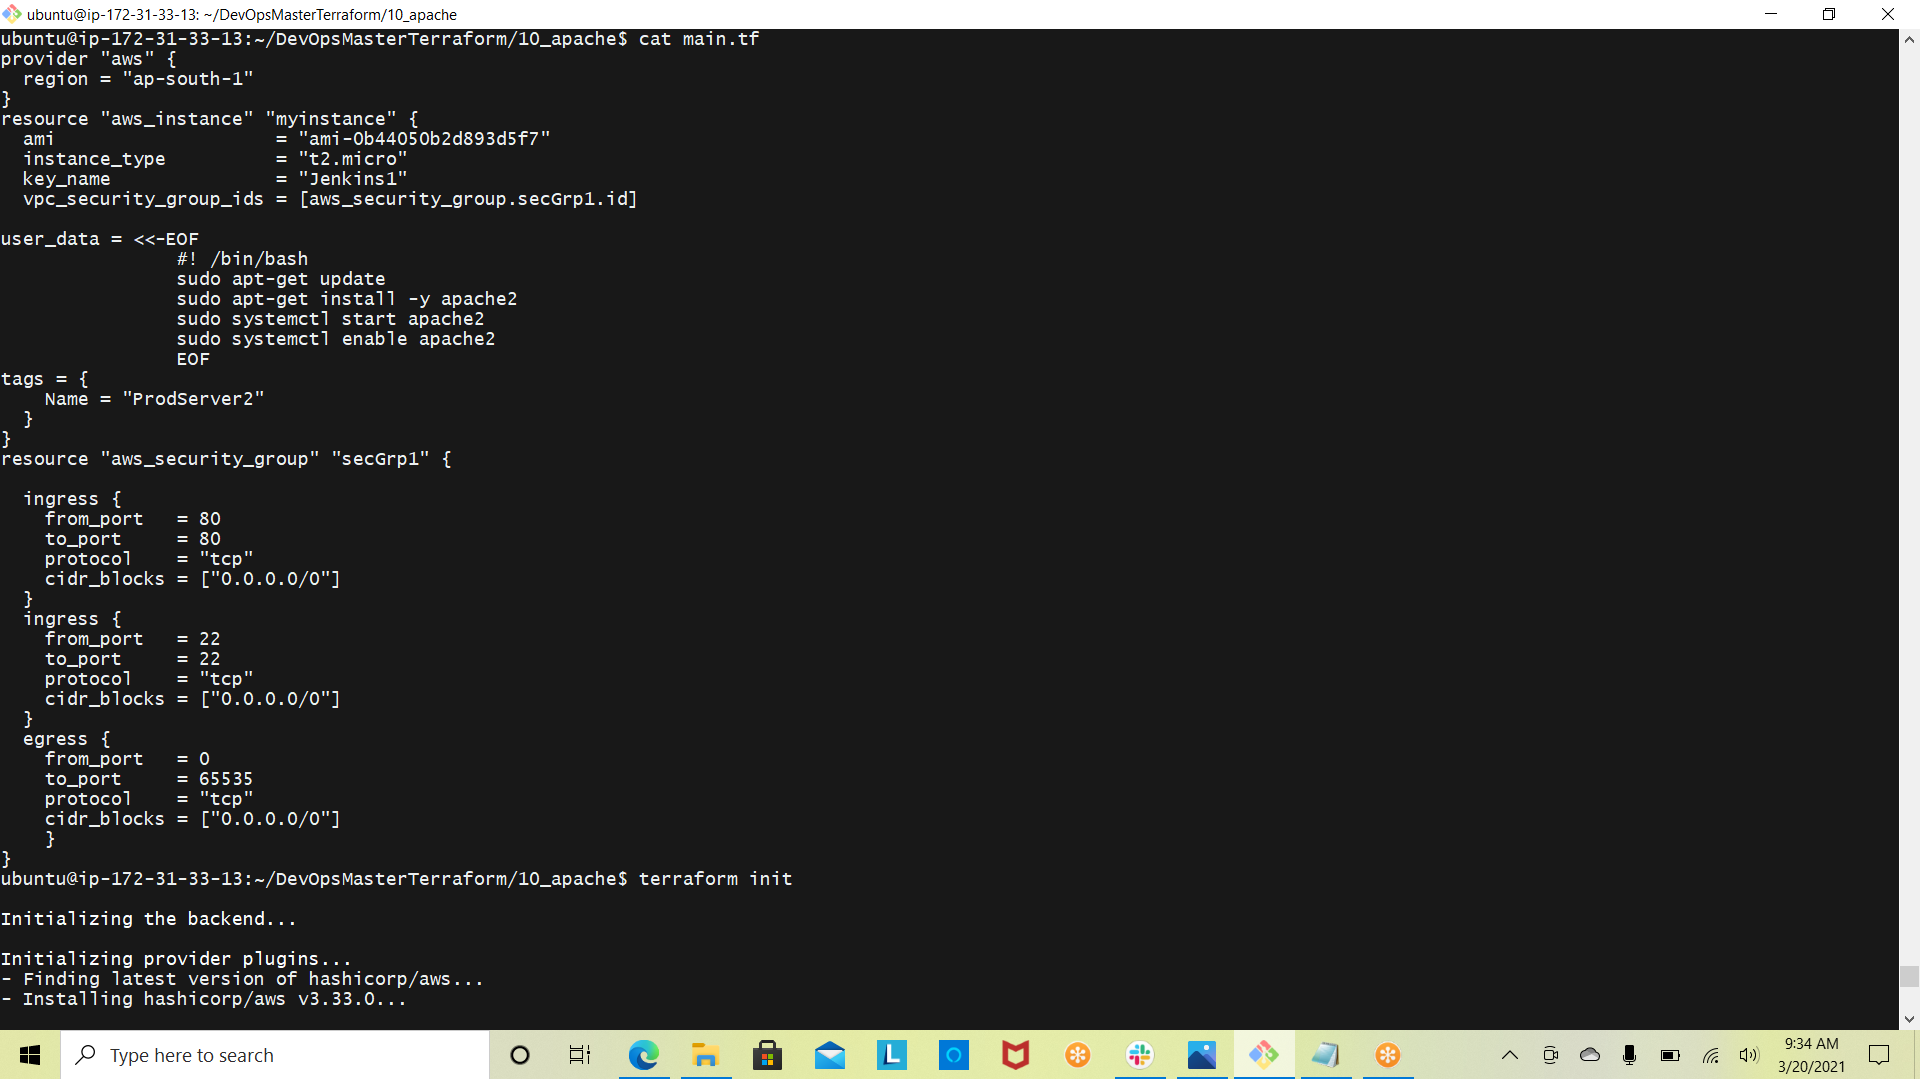 ubuntu@ip-172-31-33-13: ~/DevOpsMasterTerraform/10_apache
ubuntu@ip-172-31-33-13:~/DevOpsMasterTerraform/10_apache$ cat main.tf
provider "aws" {
  region = "ap-south-1"
}
resource "aws_instance" "myinstance" {
  ami                    = "ami-0b44050b2d893d5f7"
  instance_type          = "t2.micro"
  key_name               = "Jenkins1"
  vpc_security_group_ids = [aws_security_group.secGrp1.id]

user_data = <<-EOF
                #! /bin/bash
                sudo apt-get update
                sudo apt-get install -y apache2
                sudo systemctl start apache2
                sudo systemctl enable apache2
                EOF
tags = {
    Name = "ProdServer2"
  }
}
resource "aws_security_group" "secGrp1" {

  ingress {
    from_port   = 80
    to_port     = 80
    protocol    = "tcp"
    cidr_blocks = ["0.0.0.0/0"]
  }
  ingress {
    from_port   = 22
    to_port     = 22
    protocol    = "tcp"
    cidr_blocks = ["0.0.0.0/0"]
  }
  egress {
    from_port   = 0
    to_port     = 65535
    protocol    = "tcp"
    cidr_blocks = ["0.0.0.0/0"]
    }
}
ubuntu@ip-172-31-33-13:~/DevOpsMasterTerraform/10_apache$ terraform init

Initializing the backend...

Initializing provider plugins...
- Finding latest version of hashicorp/aws...
- Installing hashicorp/aws v3.33.0...
Type here to search
L
9:34 AM
3/20/2021